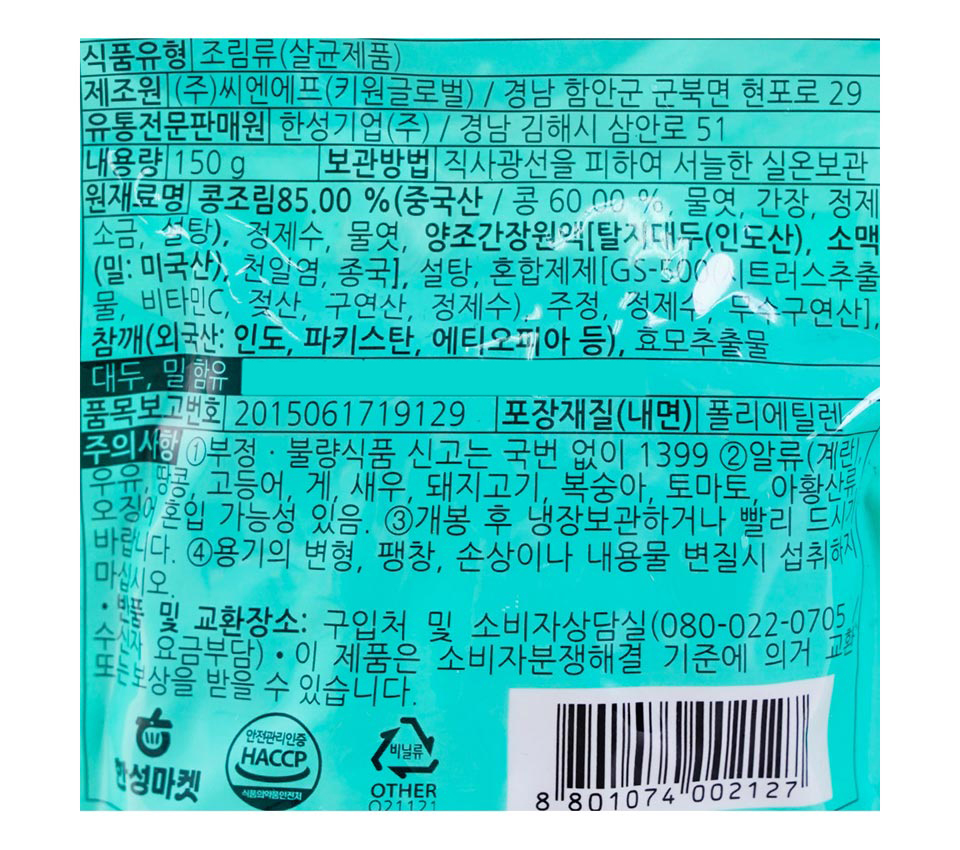 식품유형 조림류(살균제품)
제조원 (주)씨엔에프(키원글로벌) / 경남 함안군 군북면 현포로 29
유통전문판매원 한성기업(주) / 경남 김해시 삼안로 51
내용량 150 g 보관방법 직사광선을 피하여 서늘한 실온보관
원재료명 콩조림85.00 %(중국산 / 콩 60.00 %, 물엿, 간장, 정제
소금, 설탕), 정제수, 물엿, 양조간장원액[탈지대두(인도산), 소맥
(밀: 미국산), 천일염, 종국], 설탕, 혼합제제[GS-5000(시트러스추출
물, 비타민C, 젖산, 구연산, 정제수), 주정, 정제수, 무수구연산],
참깨(외국산: 인도, 파키스탄, 에티오피아 등), 효모추출물
대두, 밀 함유
품목보고번호 2015061719129 포장재질(내면) 폴리에틸렌
주의사항 ①부정·불량식품 신고는 국번 없이 1399 ②알류(계란),
우유, 땅콩, 고등어, 게, 새우, 돼지고기, 복숭아, 토마토, 아황산류,
오징어 혼입 가능성 있음. ③개봉 후 냉장보관하거나 빨리 드시기
바랍니다. ④용기의 변형, 팽창, 손상이나 내용물 변질시 섭취하지
마십시오.
• 반품 및 교환장소: 구입처 및 소비자상담실(080-022-0705 /
수신자 요금부담) • 이 제품은 소비자분쟁해결 기준에 의거 교환
또는 보상을 받을 수 있습니다.
한성마켓
안전관리인증
HACCP
식품의약품안전처
비닐류
OTHER
021121
8 801074 002127